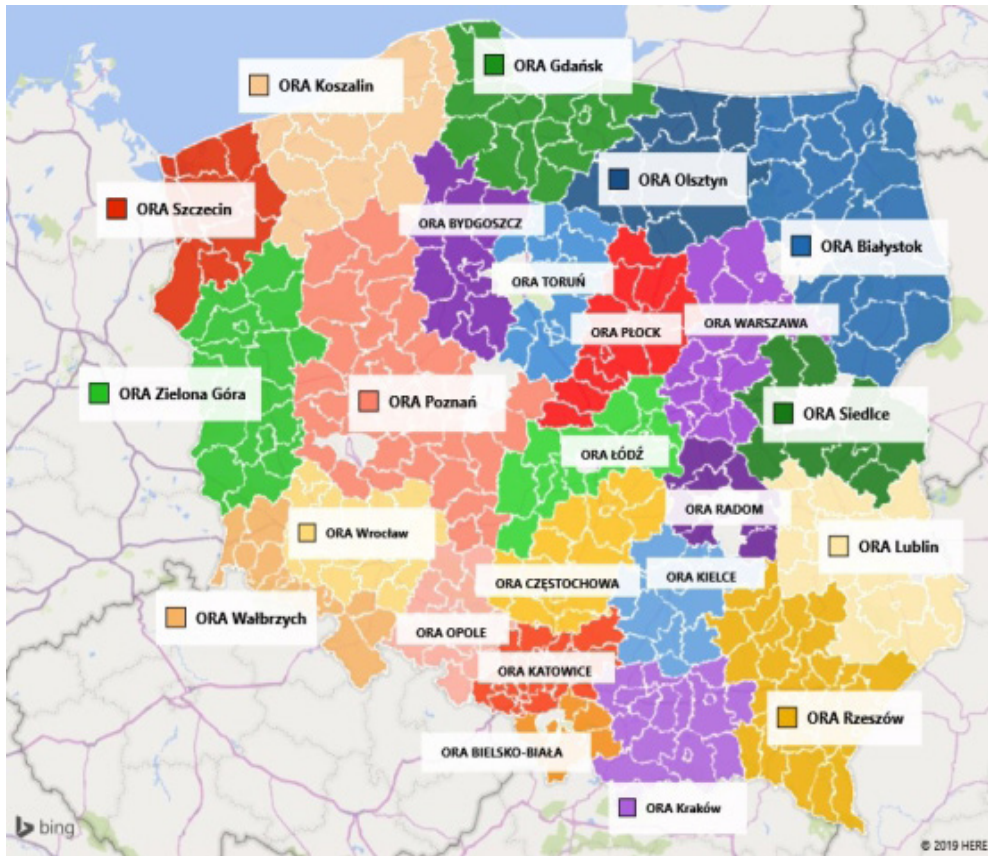 ORA Gdańsk
ORA Koszalin
ORA Olsztyn
ORA Szczecin
ORA BYDGOSZCZ
ORA Białystok
ORA TORUŃ
ORA PŁOCK
ORA WARSZAWA
ORA Zielona Góra
ORA Poznań
ORA Siedlce
ORA ŁÓDŹ
ORA RADOM
ORA Wrocław
ORA Lublin
ORA CZĘSTOCHOWA
ORA KIELCE
ORA Wałbrzych
ORA OPOLE
ORA KATOWICE
ORA Rzeszów
ORA BIELSKO-BIAŁA
ORA Kraków
bing
© 2019 HERE